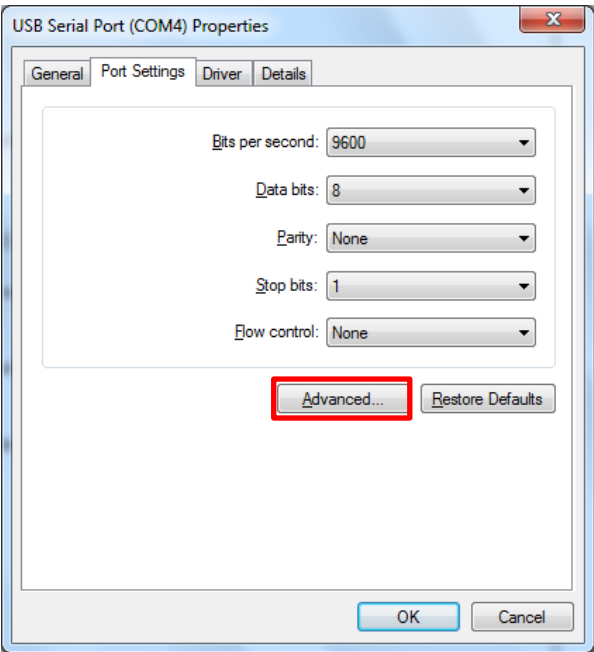 USB Serial Port (COM4) Properties
General Port Settings Driver Details
Bits per second: 9600
Data bits: 8
Parity: None
Stop bits: 1
Flow control: None
Advanced... Restore Defaults
OK Cancel